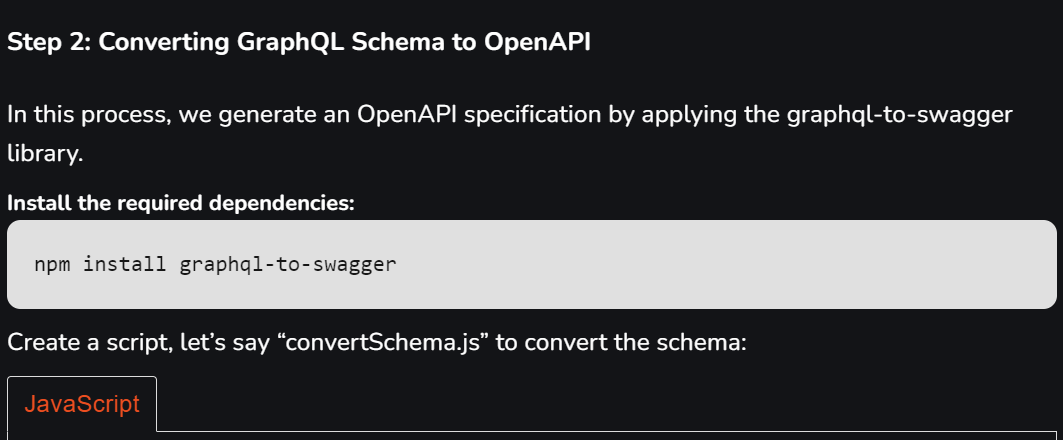 Step 2: Converting GraphQL Schema to OpenAPI
In this process, we generate an OpenAPI specification by applying the graphql-to-swagger
library.
Install the required dependencies:
npm install graphql-to-swagger
Create a script, let’s say “convertSchema.js” to convert the schema:
JavaScript